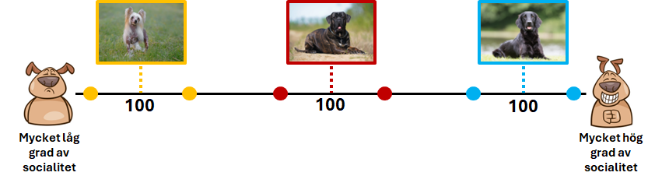 100
100
100
Mycket låg
grad av
socialitet
Mycket hög
grad av
socialitet